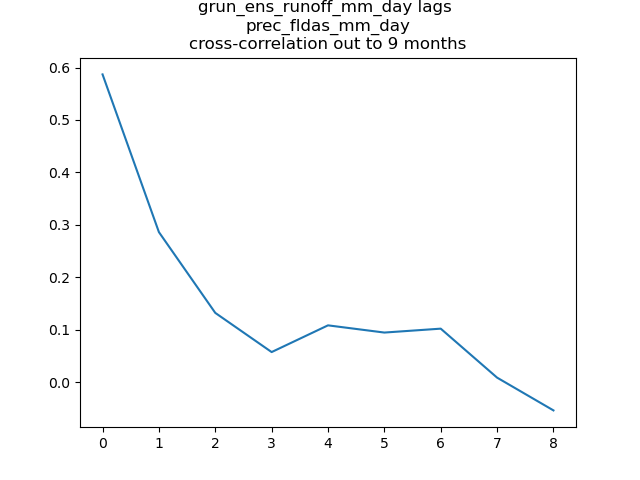 grun_ens_runoff_mm_day lags
prec_fldas_mm_day
cross-correlation out to 9 months
0.6
0.5
0.4
0.3
0.2
0.1
0.0
0 1 2 3 4 5 6 7 8